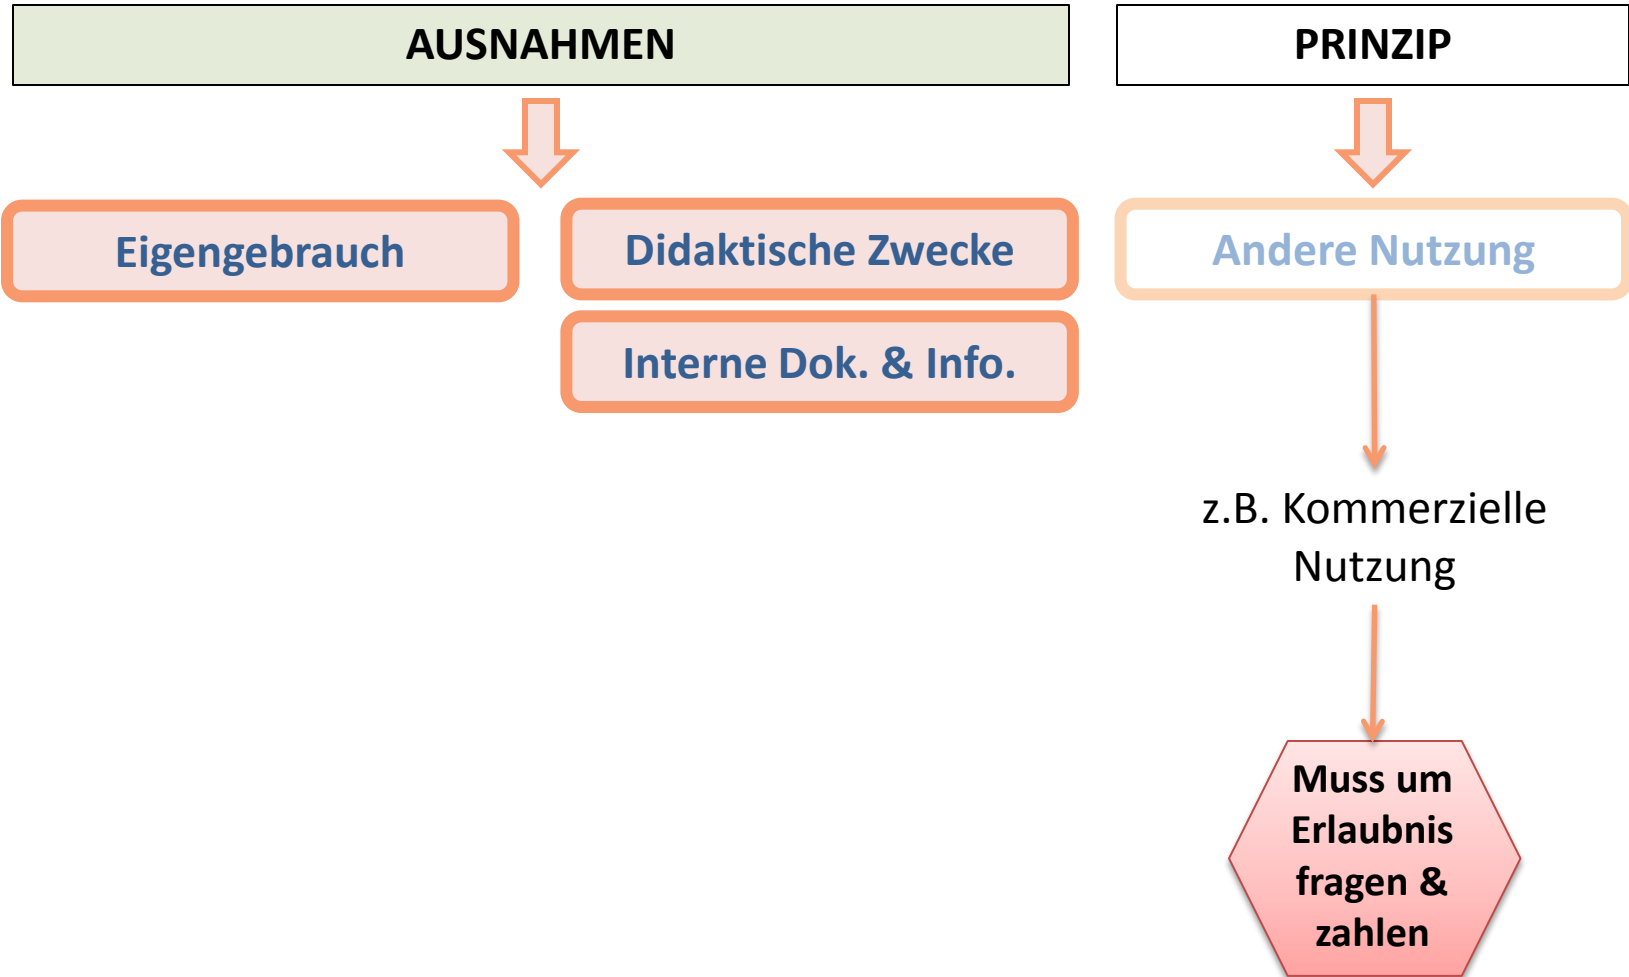 AUSNAHMEN
PRINZIP
Eigengebrauch
Didaktische Zwecke
Andere Nutzung
Interne Dok. & Info.
z.B. Kommerzielle
Nutzung
Muss um
Erlaubnis
fragen &
zahlen